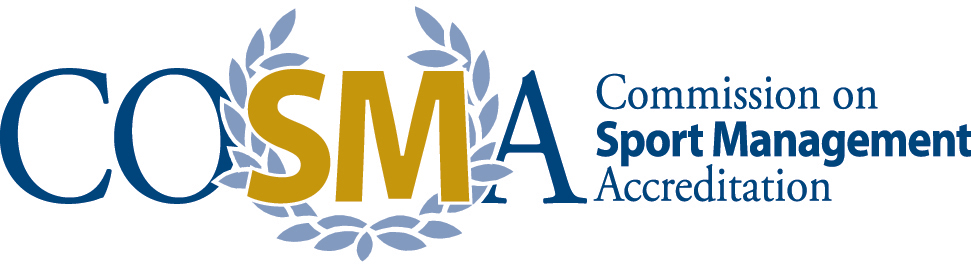 COSMA
Commission on
Sport Management
Accreditation